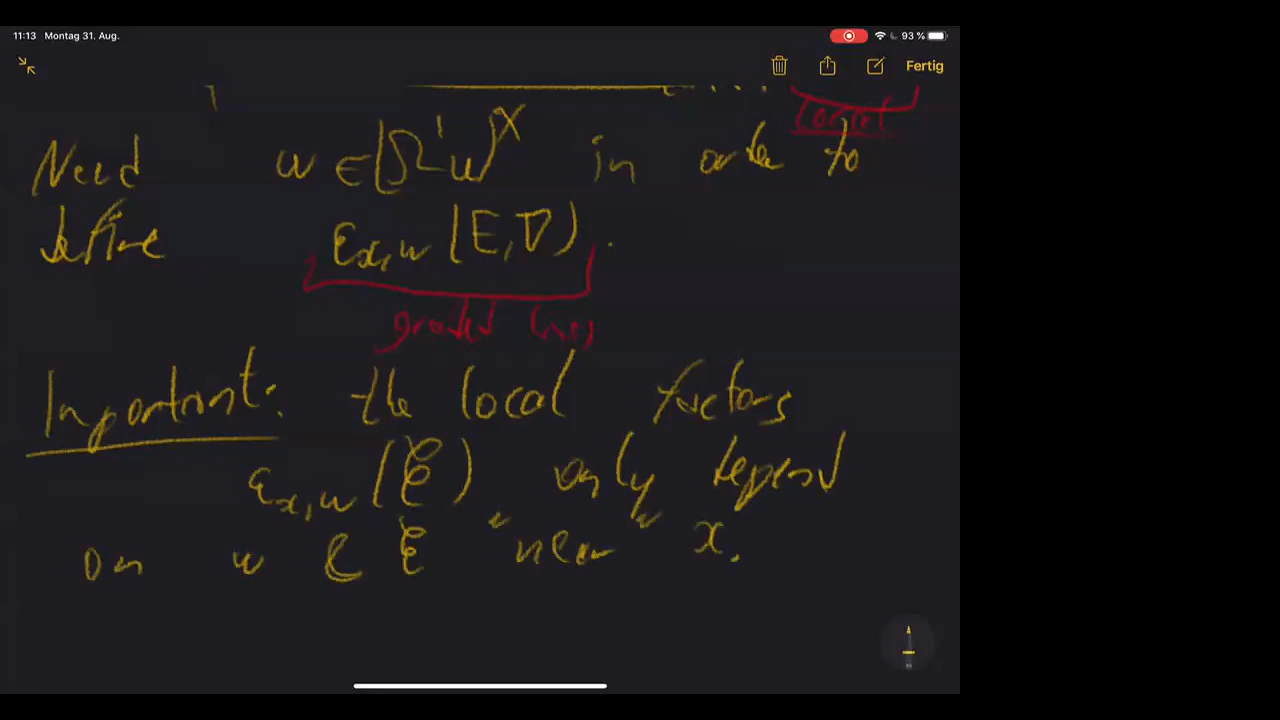 11:13 Montag 31. Aug. 93 %
Fertig
Need ω ∈ (Ω¹_U)^× in order to
define ε_{x,ω}(E,∇).
graded lines
Important: the local factors
ε_{x,ω}(ℰ) only depend
on ω & ℰ "near" x.